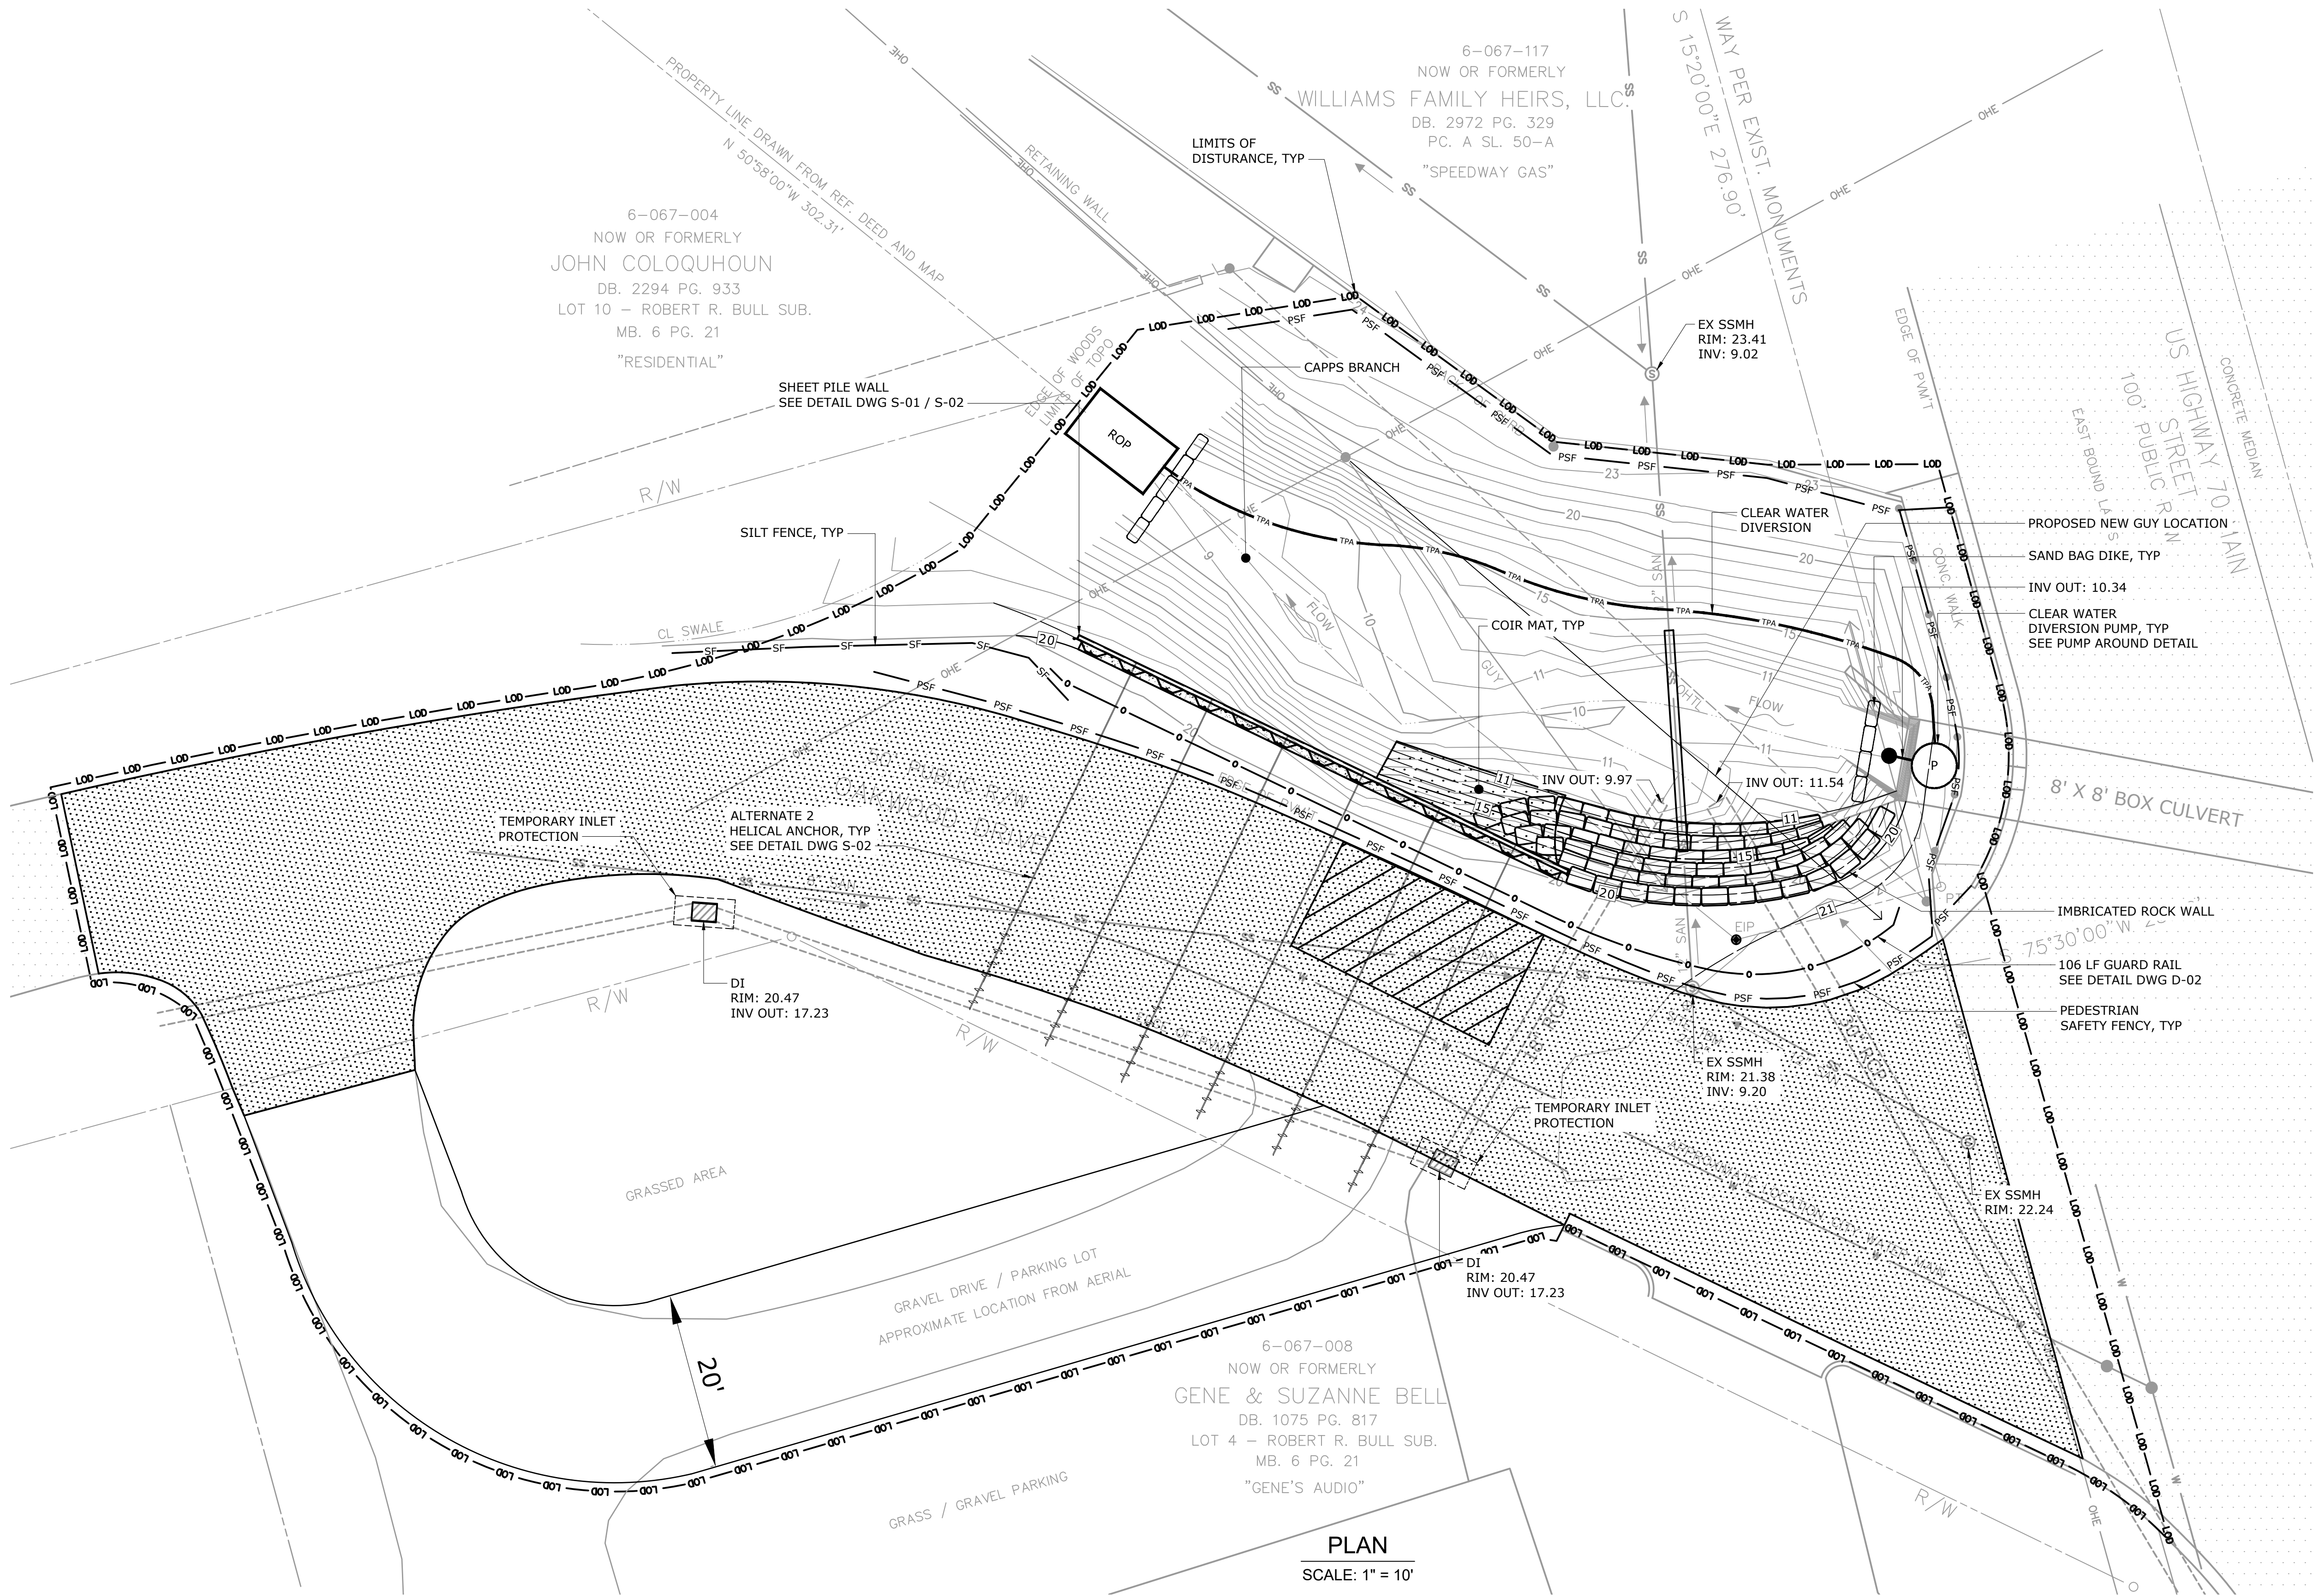 6-067-117
NOW OR FORMERLY
WILLIAMS FAMILY HEIRS, LLC.
DB. 2972 PG. 329
PC. A SL. 50-A
"SPEEDWAY GAS"
WAY PER EXIST. MONUMENTS
S 15°20'00"E 276.90'
PROPERTY LINE DRAWN FROM REF. DEED AND MAP
N 50°58'00"W 302.31'
RETAINING WALL
OHE
LIMITS OF
DISTURANCE, TYP
6-067-004
NOW OR FORMERLY
JOHN COLOQUHOUN
DB. 2294 PG. 933
LOT 10 - ROBERT R. BULL SUB.
MB. 6 PG. 21
"RESIDENTIAL"
EX SSMH
RIM: 23.41
INV: 9.02
EDGE OF PVM'T
US HIGHWAY 70
STREET
100' PUBLIC R/W
CONCRETE MEDIAN
EAST BOUND
CAPPS BRANCH
EDGE OF WOODS
LIMITS OF TOPO
SHEET PILE WALL
SEE DETAIL DWG S-01 / S-02
ROP
R/W
SILT FENCE, TYP
CLEAR WATER
DIVERSION
PROPOSED NEW GUY LOCATION
SAND BAG DIKE, TYP
INV OUT: 10.34
CLEAR WATER
DIVERSION PUMP, TYP
SEE PUMP AROUND DETAIL
CONC. WALK
CL SWALE
FLOW
COIR MAT, TYP
GUY
FLOW
P
8' X 8' BOX CULVERT
INV OUT: 9.97
INV OUT: 11.54
70' PUBLIC R/W
OAKWOOD DRIVE
TEMPORARY INLET
PROTECTION
ALTERNATE 2
HELICAL ANCHOR, TYP
SEE DETAIL DWG S-02
EIP
IMBRICATED ROCK WALL
75°30'00"W
106 LF GUARD RAIL
SEE DETAIL DWG D-02
PEDESTRIAN
SAFETY FENCY, TYP
DI
RIM: 20.47
INV OUT: 17.23
R/W
R/W
18" RCP
EX SSMH
RIM: 21.38
INV: 9.20
TEMPORARY INLET
PROTECTION
GRASSED AREA
EX SSMH
RIM: 22.24
GRAVEL DRIVE / PARKING LOT
APPROXIMATE LOCATION FROM AERIAL
DI
RIM: 20.47
INV OUT: 17.23
20'
6-067-008
NOW OR FORMERLY
GENE & SUZANNE BELL
DB. 1075 PG. 817
LOT 4 - ROBERT R. BULL SUB.
MB. 6 PG. 21
"GENE'S AUDIO"
GRASS / GRAVEL PARKING
R/W
OHE
PLAN
SCALE: 1" = 10'